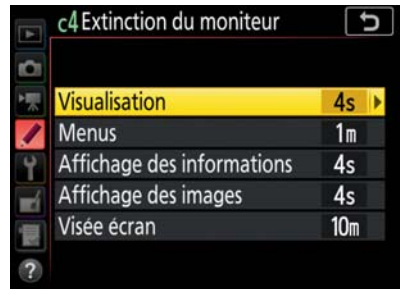 c4 Extinction du moniteur
Visualisation 4s
Menus 1m
Affichage des informations 4s
Affichage des images 4s
Visée écran 10m
?